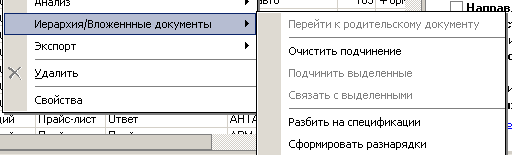 Анализ
Иерархия/Вложенные документы
Экспорт
Удалить
Свойства
Прайс-лист Ответ АНТА
Перейти к родительскому документу
Очистить подчинение
Подчинить выделенные
Связать с выделенными
Разбить на спецификации
Сформировать разнарядки
Направ